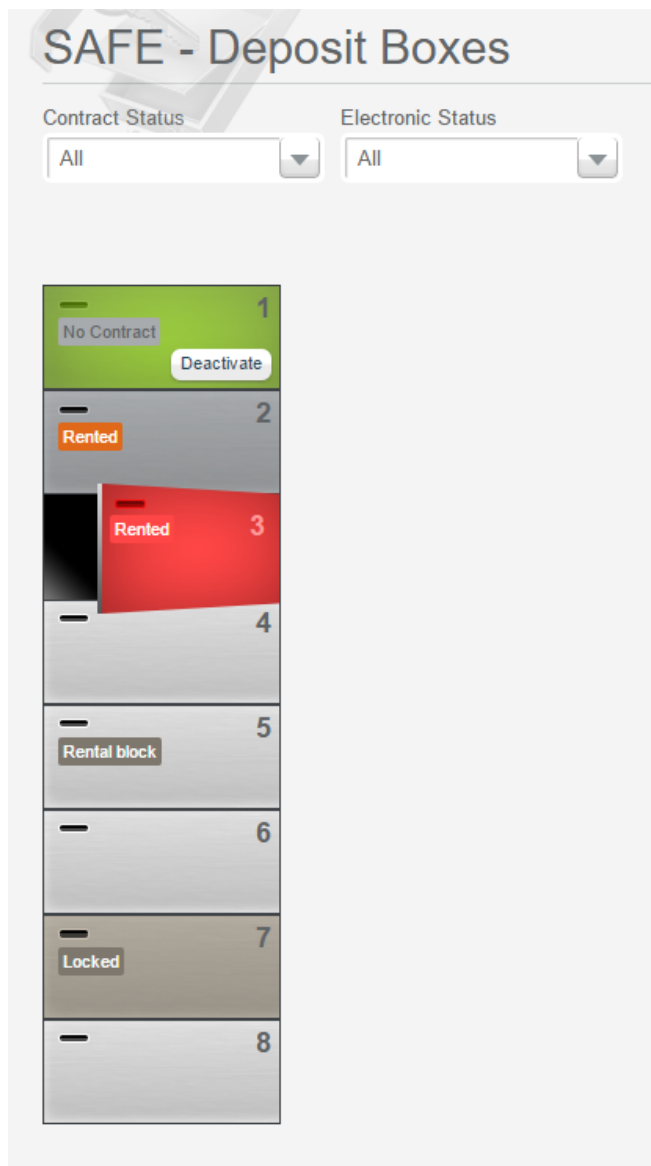 SAFE - Deposit Boxes
Contract Status Electronic Status
All All
1
No Contract
Deactivate
2
Rented
3
Rented
4
5
Rental block
6
7
Locked
8